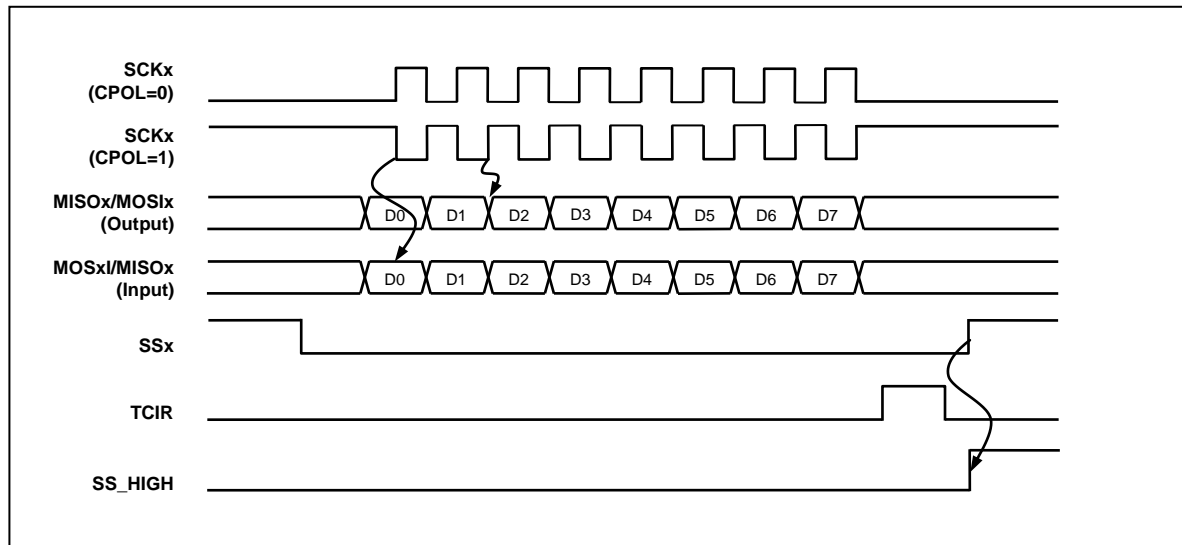 SCKx
(CPOL=0)
SCKx
(CPOL=1)
MISOx/MOSIx
(Output)
D0 D1 D2 D3 D4 D5 D6 D7
MOSxI/MISOx
(Input)
D0 D1 D2 D3 D4 D5 D6 D7
SSx
TCIR
SS_HIGH